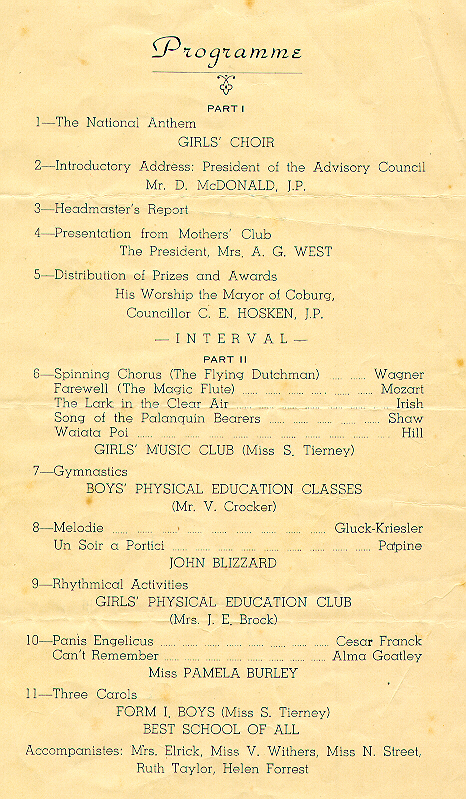 Programme
PART I
1—The National Anthem
GIRLS' CHOIR
2—Introductory Address: President of the Advisory Council
Mr. D. McDONALD, J.P.
3—Headmaster's Report
4—Presentation from Mothers' Club
The President, Mrs. A. G. WEST
5—Distribution of Prizes and Awards
His Worship the Mayor of Coburg,
Councillor C. E. HOSKEN, J.P.
— INTERVAL —
PART II
6—Spinning Chorus (The Flying Dutchman) ...... ...... Wagner
Farewell (The Magic Flute) ...... ...... ...... ...... ...... Mozart
The Lark in the Clear Air ...... ...... ...... ...... ...... ...... Irish
Song of the Palanquin Bearers ...... ...... ...... ...... Shaw
Waiata Poi ...... ...... ...... ...... ...... ...... ...... ...... Hill
GIRLS' MUSIC CLUB (Miss S. Tierney)
7—Gymnastics
BOYS' PHYSICAL EDUCATION CLASSES
(Mr. V. Crocker)
8—Melodie ...... ...... ...... ...... ...... ...... ...... Gluck-Kriesler
Un Soir a Portici ...... ...... ...... ...... ...... ...... Patpine
JOHN BLIZZARD
9—Rhythmical Activities
GIRLS' PHYSICAL EDUCATION CLUB
(Mrs. J. E. Brock)
10—Panis Engelicus ...... ...... ...... ...... ...... Cesar Franck
Can't Remember ...... ...... ...... ...... ...... Alma Goatley
Miss PAMELA BURLEY
11—Three Carols
FORM I. BOYS (Miss S. Tierney)
BEST SCHOOL OF ALL
Accompanistes: Mrs. Elrick, Miss V. Withers, Miss N. Street,
Ruth Taylor, Helen Forrest